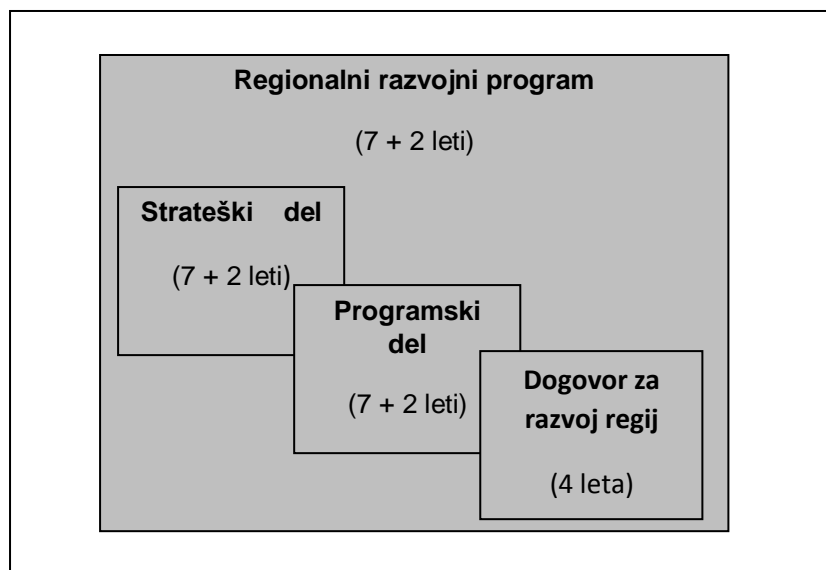 Regionalni razvojni program
(7 + 2 leti)
Strateški del
(7 + 2 leti)
Programski
del
(7 + 2 leti)
Dogovor za
razvoj regij
(4 leta)